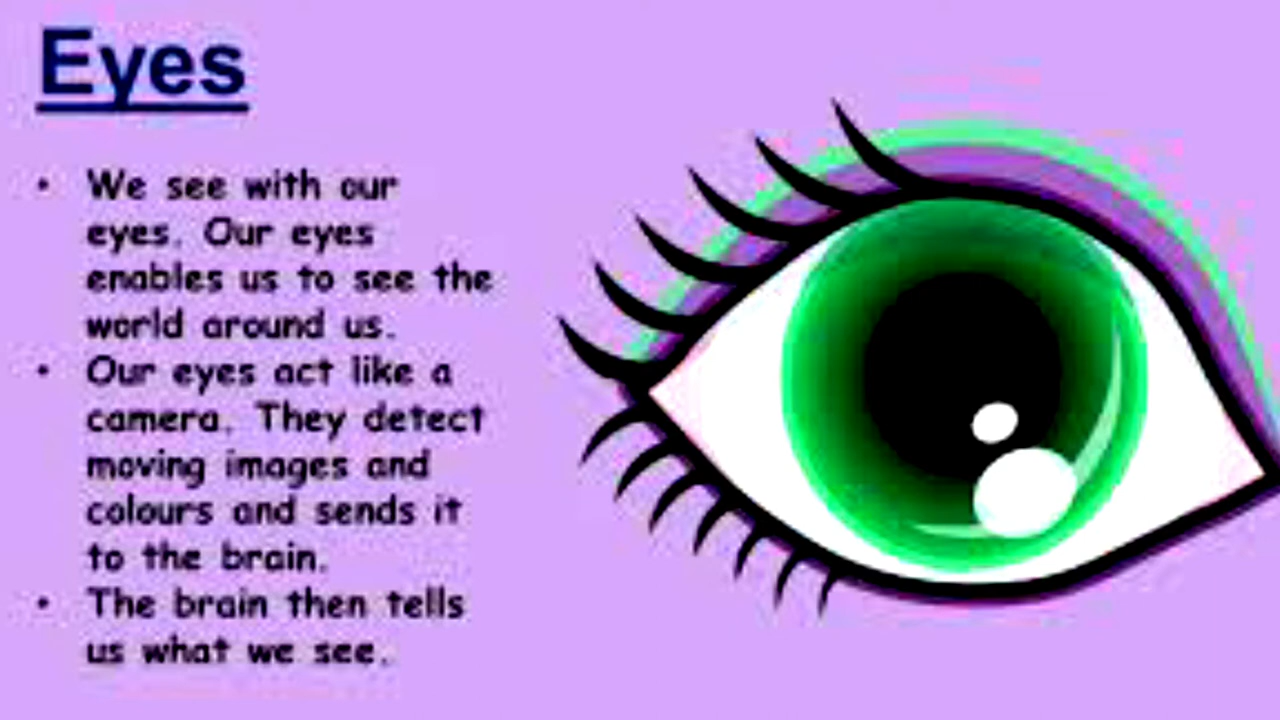 Eyes
• We see with our
eyes. Our eyes
enables us to see the
world around us.
• Our eyes act like a
camera. They detect
moving images and
colours and sends it
to the brain.
• The brain then tells
us what we see.